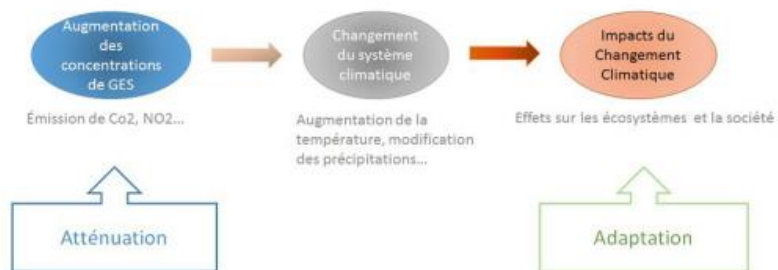 Augmentation
des
concentrations
de GES
Changement
du système
climatique
Impacts du
Changement
Climatique
Émission de Co2, NO2...
Augmentation de la
température, modification
des précipitations...
Effets sur les écosystèmes et la société
Atténuation
Adaptation